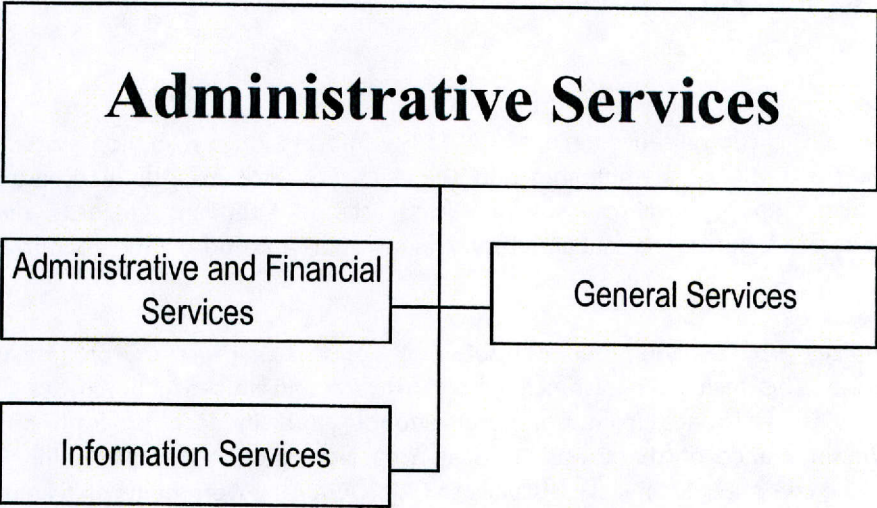 Administrative Services
Administrative and Financial
Services
General Services
Information Services